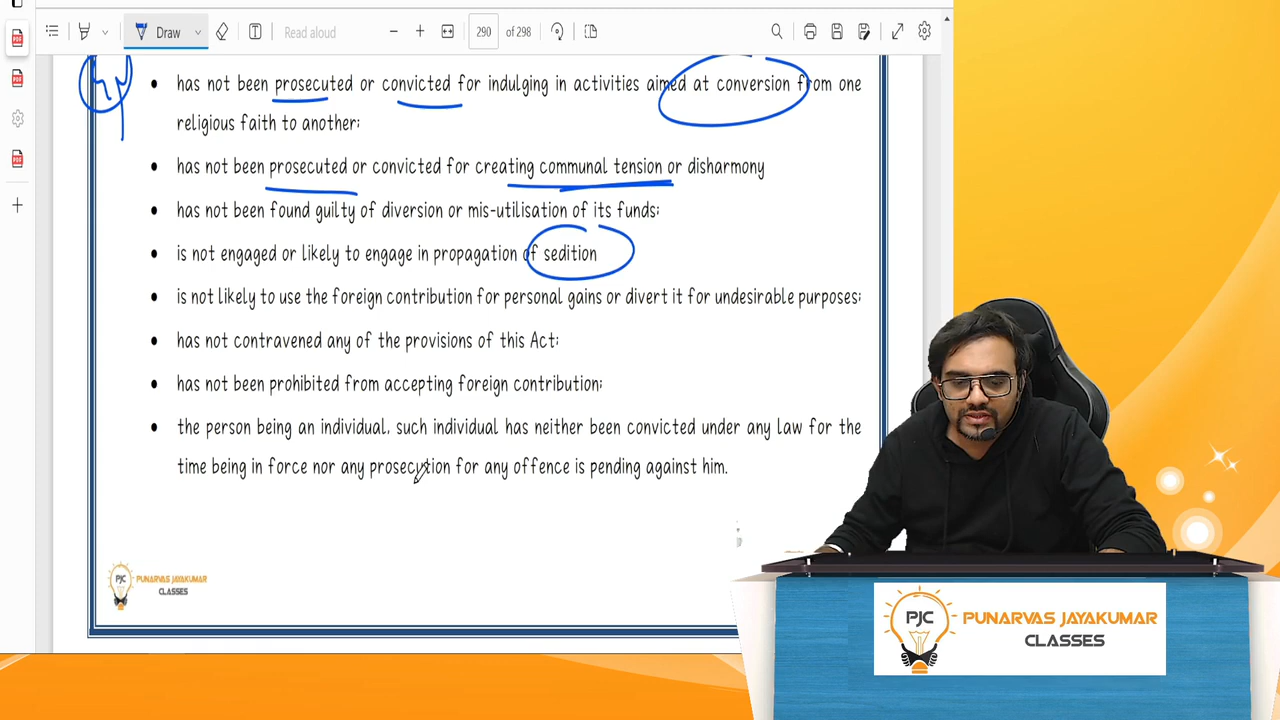 Draw
Read aloud
290 of 298
has not been prosecuted or convicted for indulging in activities aimed at conversion from one
religious faith to another;
has not been prosecuted or convicted for creating communal tension or disharmony
has not been found guilty of diversion or mis-utilisation of its funds;
is not engaged or likely to engage in propagation of sedition
is not likely to use the foreign contribution for personal gains or divert it for undesirable purposes;
has not contravened any of the provisions of this Act;
has not been prohibited from accepting foreign contribution;
the person being an individual, such individual has neither been convicted under any law for the
time being in force nor any prosecution for any offence is pending against him.
PJC
PUNARVAS JAYAKUMAR
CLASSES
PJC
PUNARVAS JAYAKUMAR
CLASSES